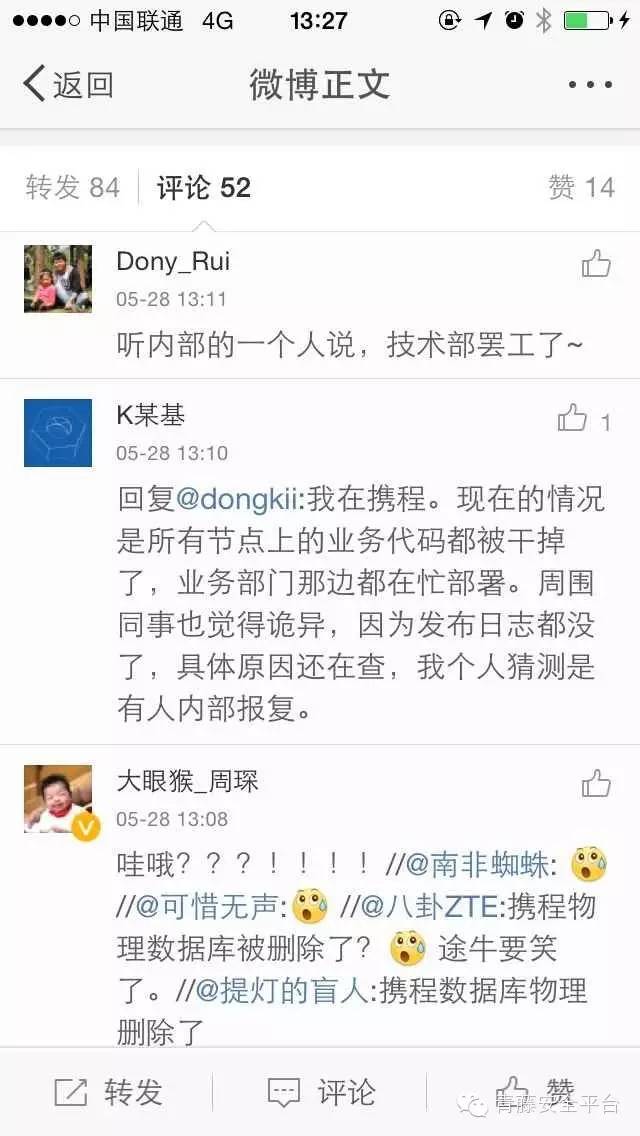 中国联通 4G 13:27
返回 微博正文
转发 84 评论 52 赞 14
Dony_Rui
05-28 13:11
听内部的一个人说，技术部罢工了~
K某基
1
05-28 13:10
回复@dongkii:我在携程。现在的情况
是所有节点上的业务代码都被干掉
了，业务部门那边都在忙部署。周围
同事也觉得诡异，因为发布日志都没
了，具体原因还在查，我个人猜测是
有人内部报复。
大眼猴_周琛
05-28 13:08
哇哦？？？！！！！//@南非蜘蛛:
//@可惜无声: //@八卦ZTE:携程物
理数据库被删除了？ 途牛要笑
了。//@提灯的盲人:携程数据库物理
删除了
转发 评论 赞
青藤安全平台